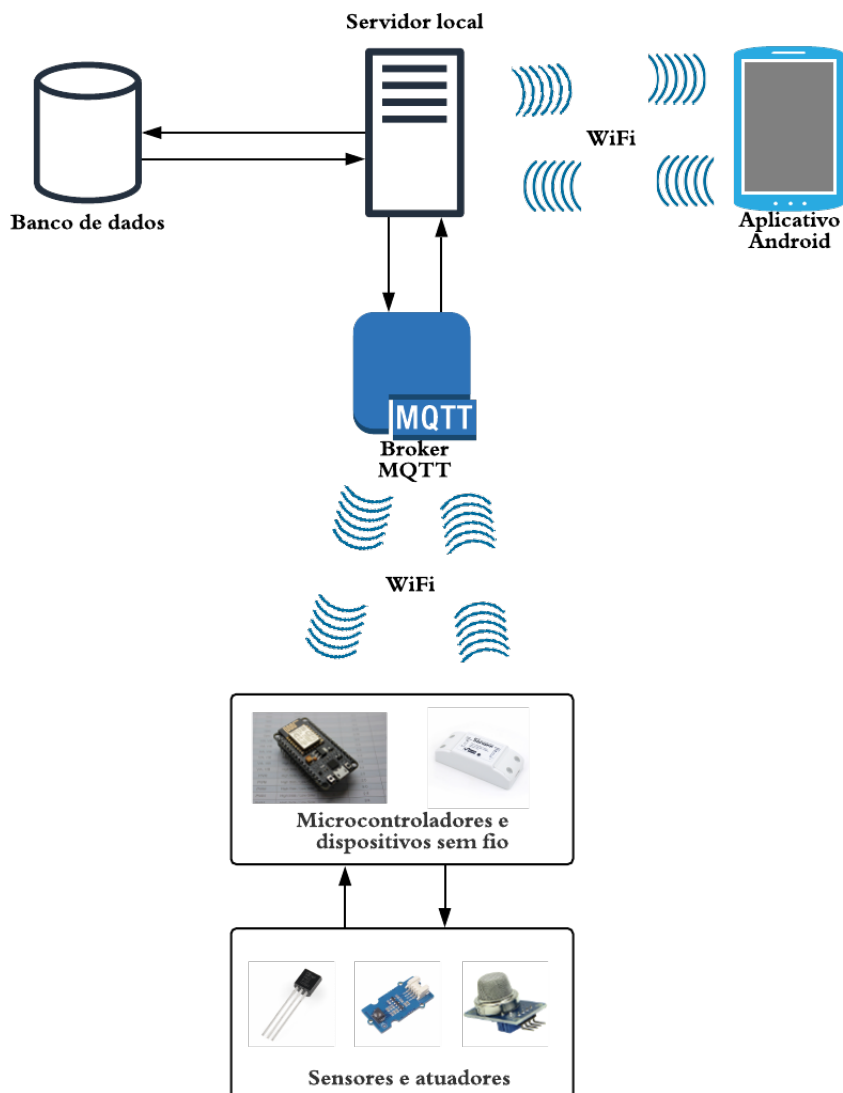 Servidor local
WiFi
Banco de dados
Aplicativo
Android
MQTT
Broker
MQTT
WiFi
Microcontroladores e
dispositivos sem fio
Sensores e atuadores